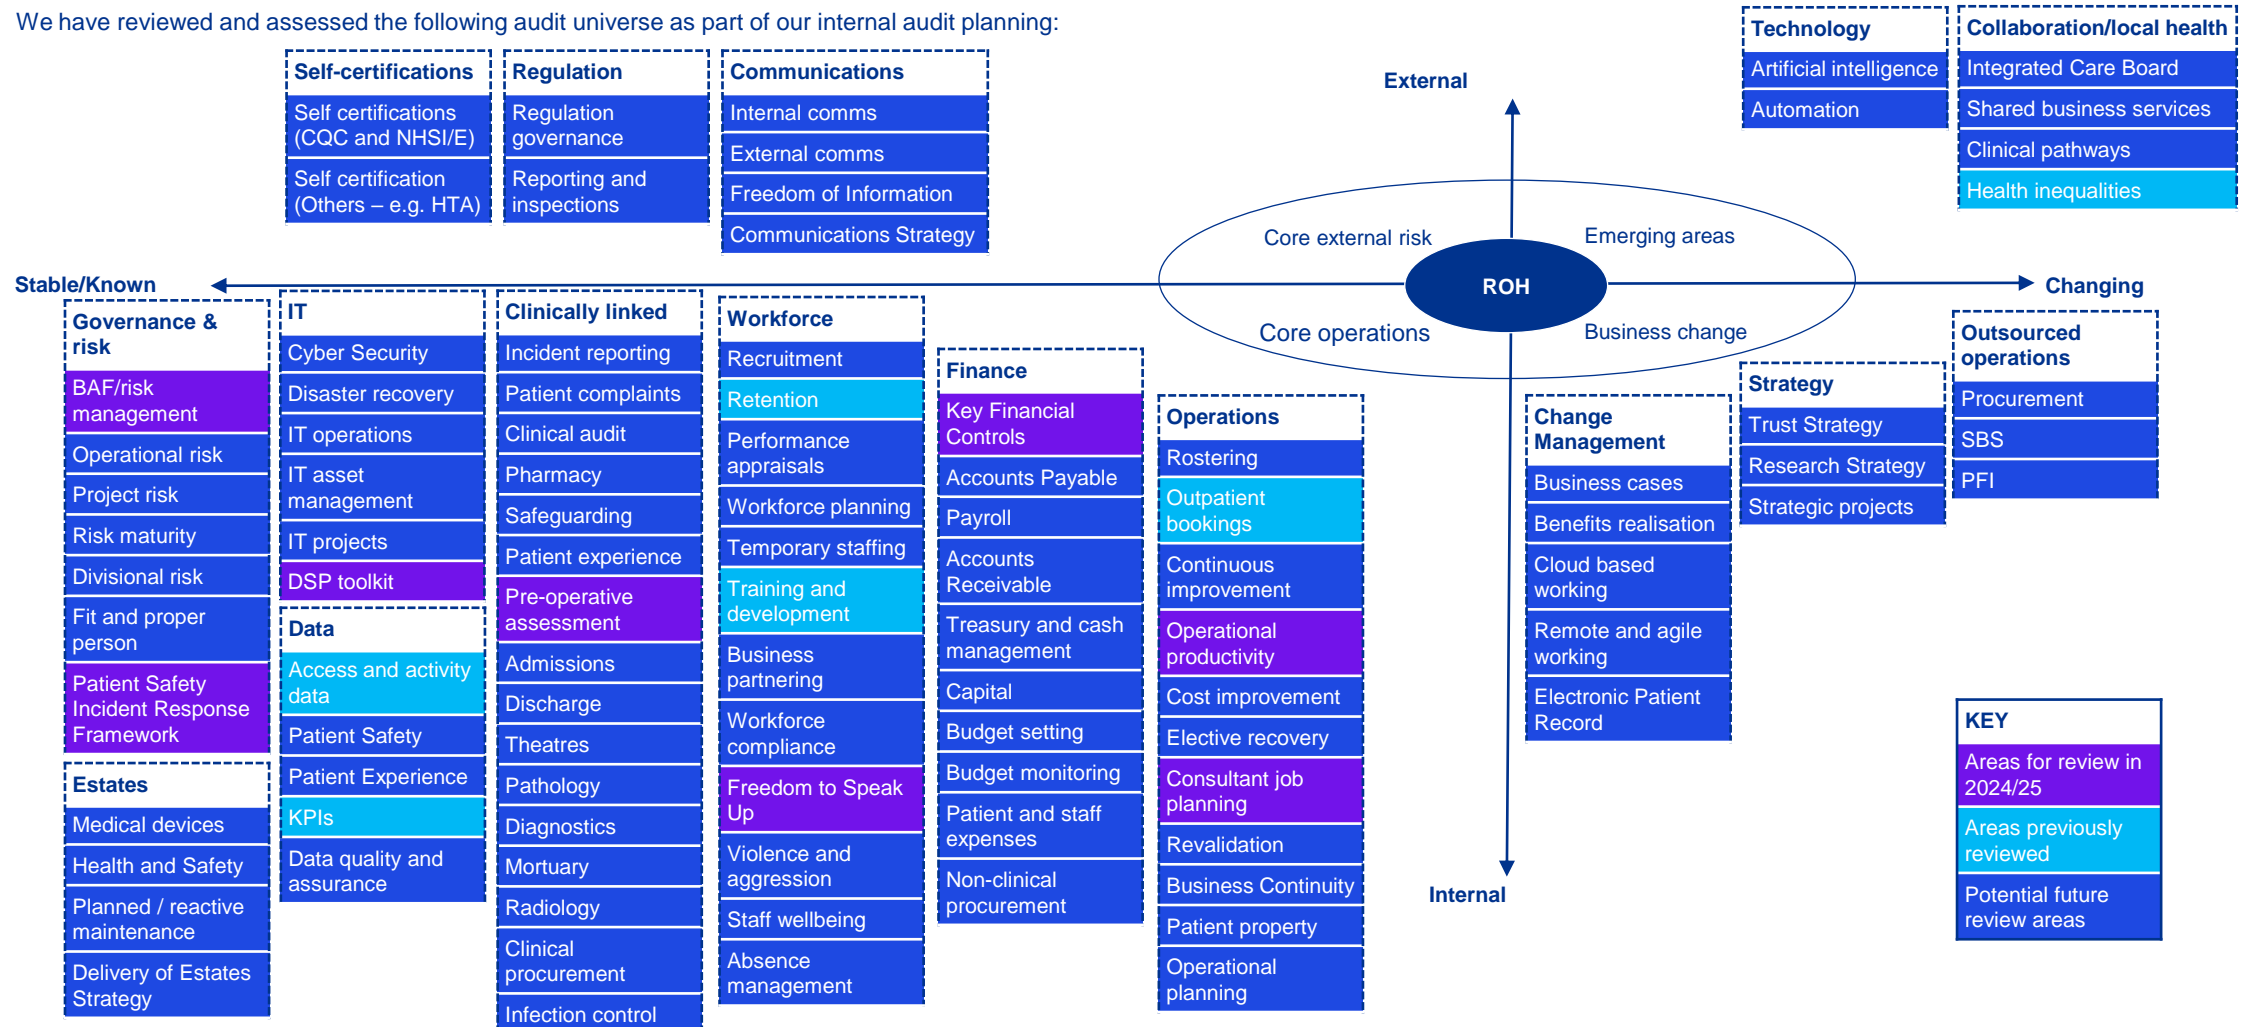 We have reviewed and assessed the following audit universe as part of our internal audit planning:
Self-certifications
Self certifications
(CQC and NHSI/E)
Self certification
(Others – e.g. HTA)
Regulation
Regulation
governance
Reporting and
inspections
Communications
Internal comms
External comms
Freedom of Information
Communications Strategy
External
Technology
Artificial intelligence
Automation
Collaboration/local health
Integrated Care Board
Shared business services
Clinical pathways
Health inequalities
Core external risk
Emerging areas
Stable/Known
ROH
Changing
Core operations
Business change
Governance &
risk
BAF/risk
management
Operational risk
Project risk
Risk maturity
Divisional risk
Fit and proper
person
Patient Safety
Incident Response
Framework
Estates
Medical devices
Health and Safety
Planned / reactive
maintenance
Delivery of Estates
Strategy
IT
Cyber Security
Disaster recovery
IT operations
IT asset
management
IT projects
DSP toolkit
Data
Access and activity
data
Patient Safety
Patient Experience
KPIs
Data quality and
assurance
Clinically linked
Incident reporting
Patient complaints
Clinical audit
Pharmacy
Safeguarding
Patient experience
Pre-operative
assessment
Admissions
Discharge
Theatres
Pathology
Diagnostics
Mortuary
Radiology
Clinical
procurement
Infection control
Workforce
Recruitment
Retention
Performance
appraisals
Workforce planning
Temporary staffing
Training and
development
Business
partnering
Workforce
compliance
Freedom to Speak
Up
Violence and
aggression
Staff wellbeing
Absence
management
Finance
Key Financial
Controls
Accounts Payable
Payroll
Accounts
Receivable
Treasury and cash
management
Capital
Budget setting
Budget monitoring
Patient and staff
expenses
Non-clinical
procurement
Operations
Rostering
Outpatient
bookings
Continuous
improvement
Operational
productivity
Cost improvement
Elective recovery
Consultant job
planning
Revalidation
Business Continuity
Patient property
Operational
planning
Internal
Change
Management
Business cases
Benefits realisation
Cloud based
working
Remote and agile
working
Electronic Patient
Record
Strategy
Trust Strategy
Research Strategy
Strategic projects
Outsourced
operations
Procurement
SBS
PFI
KEY
Areas for review in
2024/25
Areas previously
reviewed
Potential future
review areas